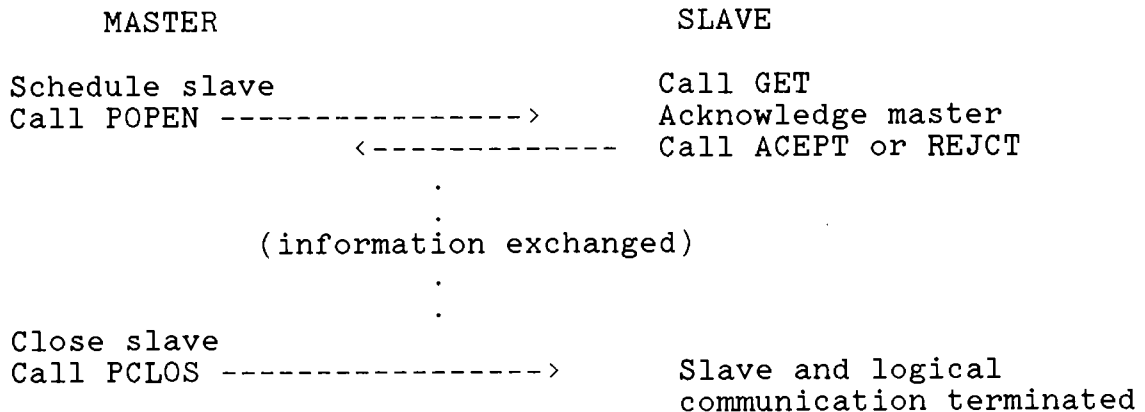 MASTER SLAVE
Schedule slave Call GET
Call POPEN ----------------> Acknowledge master
<------------- Call ACEPT or REJCT
.
.
(information exchanged)
.
.
Close slave
Call PCLOS -----------------> Slave and logical
communication terminated